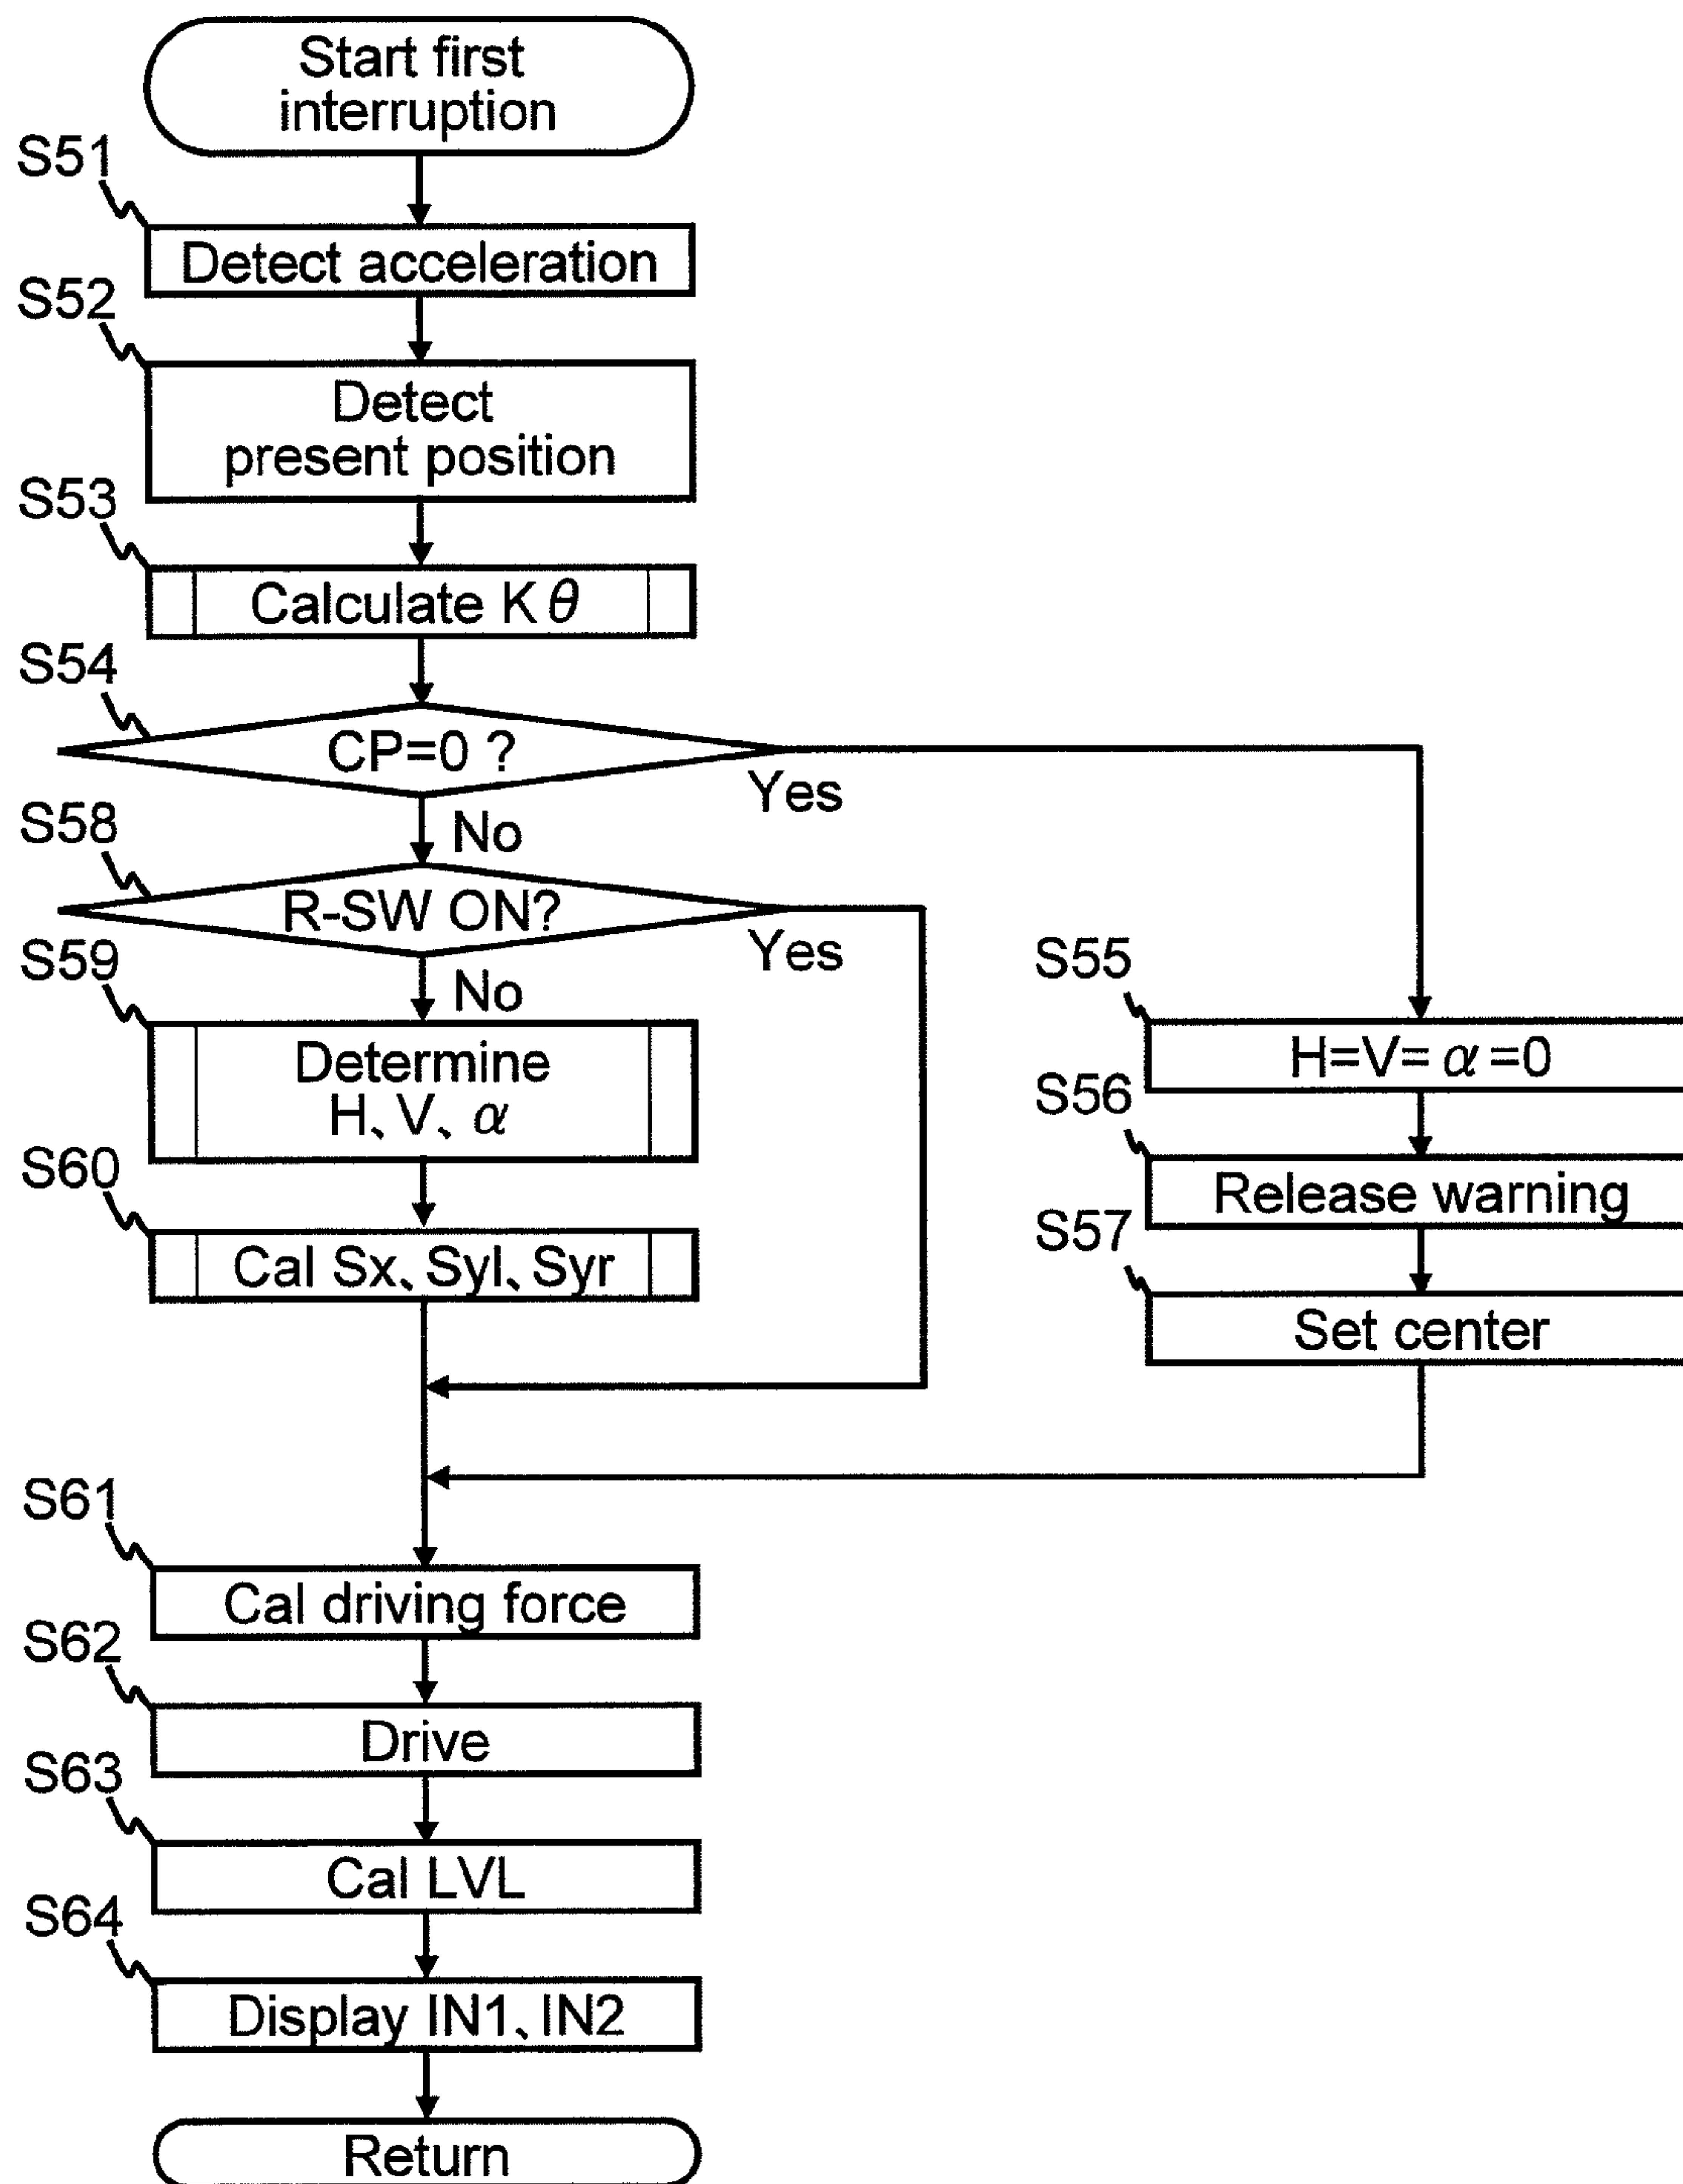 Start first
interruption
S51
Detect acceleration
S52
Detect
present position
S53
Calculate K θ
S54
CP=0 ?
Yes
No
S58
R-SW ON?
Yes
No
S59
Determine
H、V、α
S60
Cal Sx、Syl、Syr
S55
H=V= α =0
S56
Release warning
S57
Set center
S61
Cal driving force
S62
Drive
S63
Cal LVL
S64
Display IN1、IN2
Return